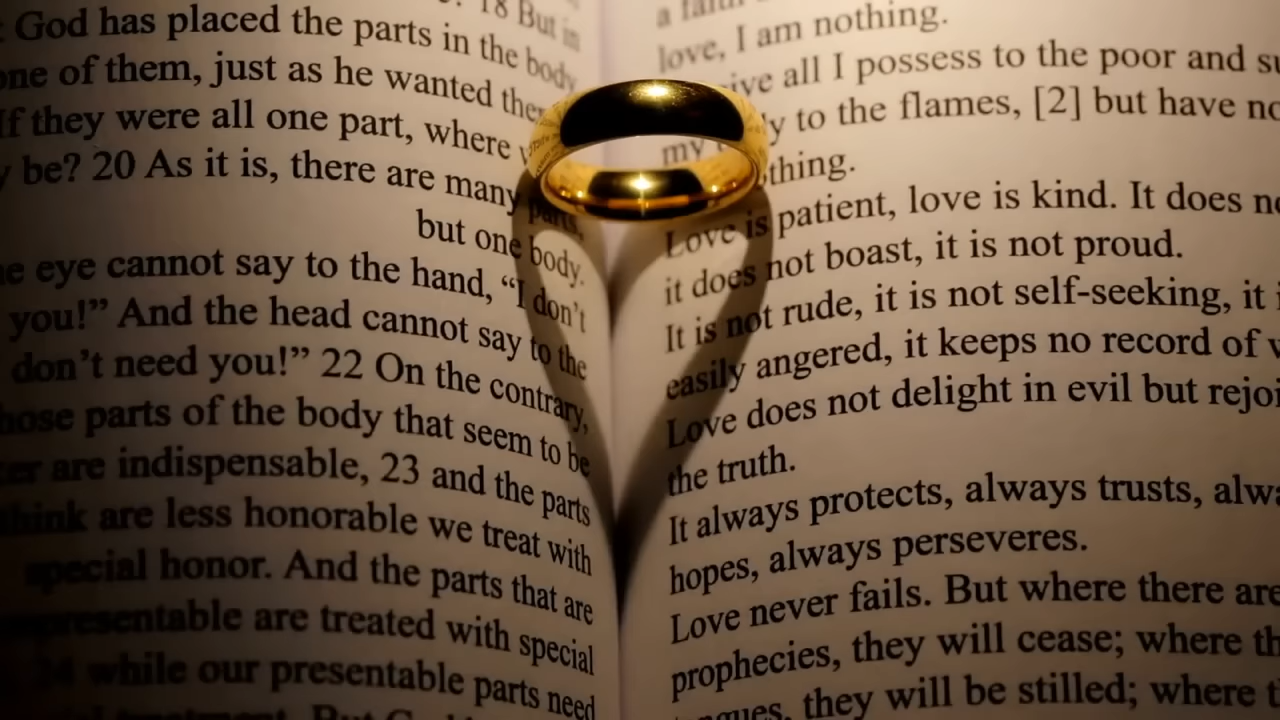 18 But in
God has placed the parts in the body,
one of them, just as he wanted
If they were all one part, where
be? 20 As it is, there are many parts,
but one body.
eye cannot say to the hand, “I don’t
you!” And the head cannot say to the
don’t need you!” 22 On the contrary,
those parts of the body that seem to be
are indispensable, 23 and the parts
think are less honorable we treat with
special honor. And the parts that are
are treated with special
24 while our presentable parts need
love, I am nothing.
all I possess to the poor and
to the flames, [2] but have
my
Love is patient, love is kind. It does
it does not boast, it is not proud.
It is not rude, it is not self-seeking, it
easily angered, it keeps no record of
Love does not delight in evil but
the truth.
It always protects, always trusts,
hopes, always perseveres.
Love never fails. But where there are
prophecies, they will cease; where
they will be stilled; where